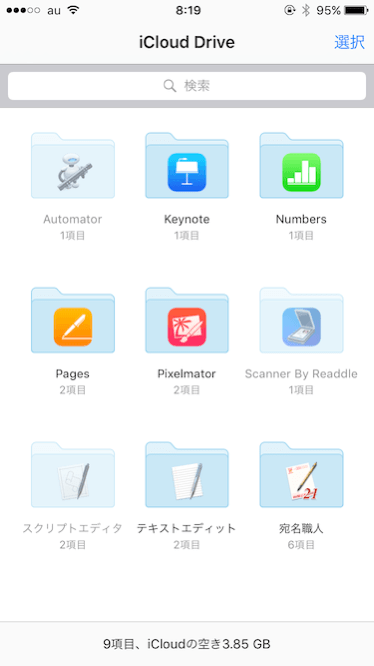 au 8:19 95%
iCloud Drive 選択
検索
Automator Keynote Numbers
1項目 1項目 1項目
Pages Pixelmator Scanner By Readdle
2項目 2項目 1項目
スクリプトエディタ テキストエディット 宛名職人
2項目 2項目 6項目
9項目、iCloudの空き3.85 GB